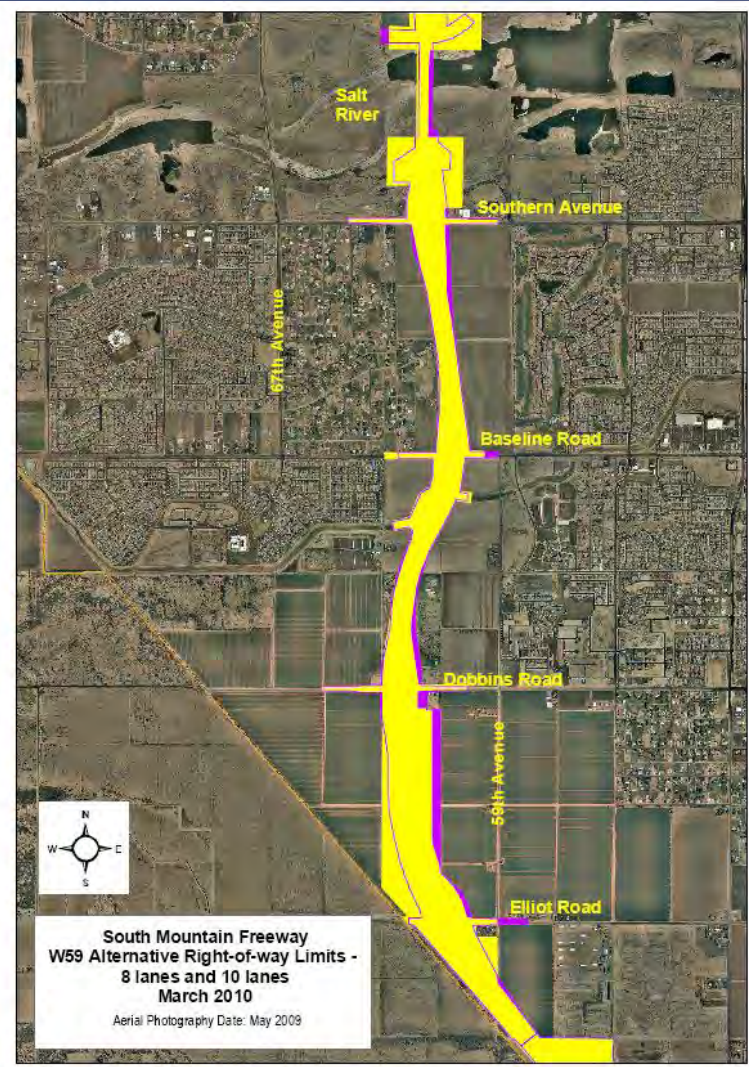 Salt
River
Southern Avenue
67th Avenue
Baseline Road
Dobbins Road
59th Avenue
N
W E
S
Elliot Road
South Mountain Freeway
W59 Alternative Right-of-way Limits -
8 lanes and 10 lanes
March 2010
Aerial Photography Date: May 2009